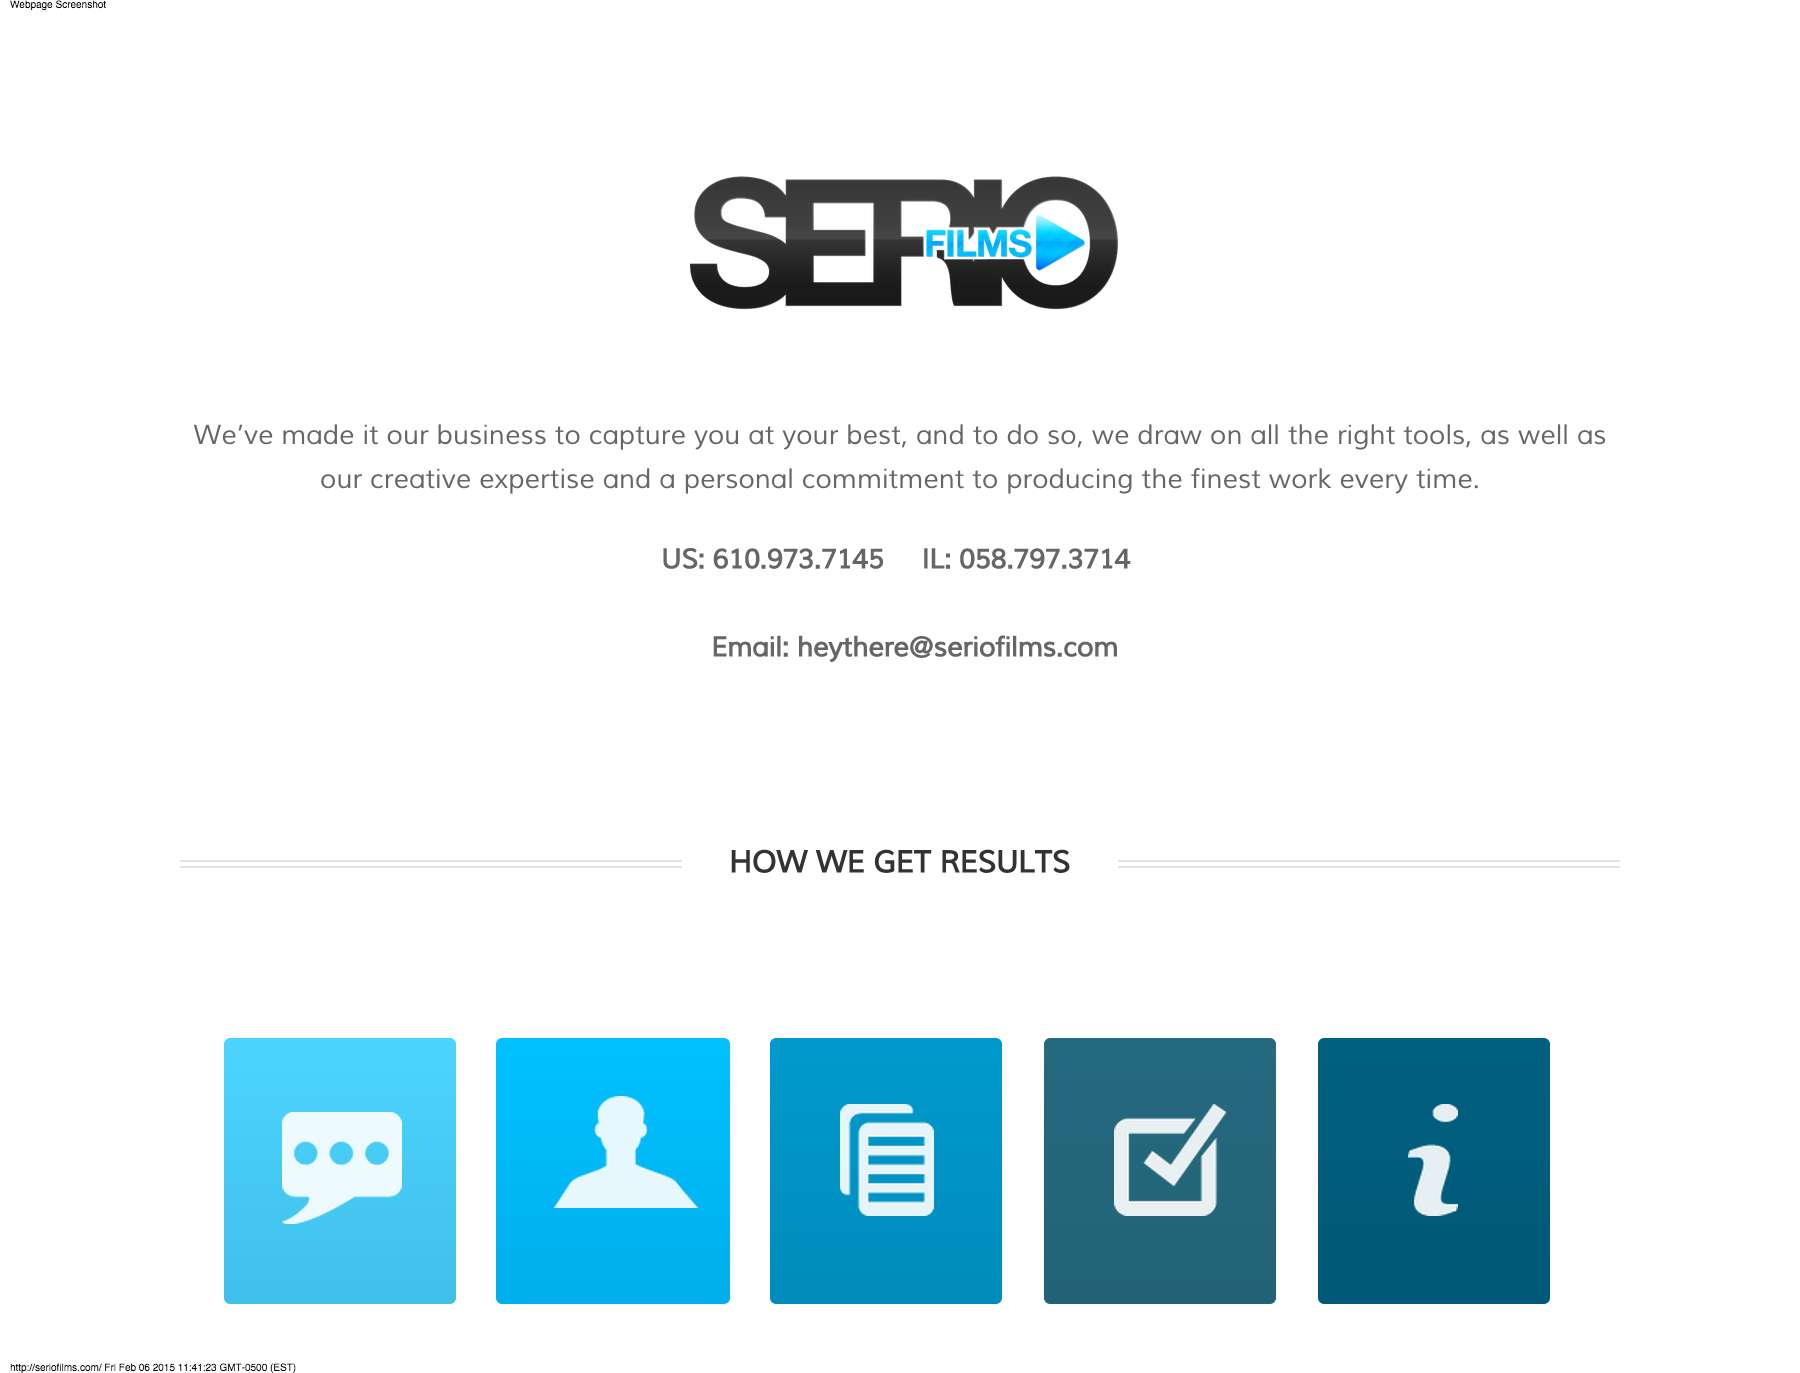 Webpage Screenshot
SERIO
FILMS
We’ve made it our business to capture you at your best, and to do so, we draw on all the right tools, as well as
our creative expertise and a personal commitment to producing the finest work every time.
US: 610.973.7145 IL: 058.797.3714
Email: heythere@seriofilms.com
HOW WE GET RESULTS
http://seriofilms.com/ Fri Feb 06 2015 11:41:23 GMT-0500 (EST)